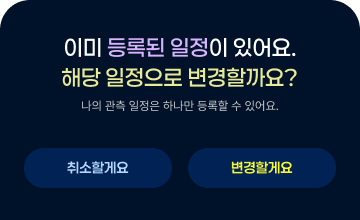 이미 등록된 일정이 있어요.
해당 일정으로 변경할까요?
나의 관측 일정은 하나만 등록할 수 있어요.
취소할게요
변경할게요